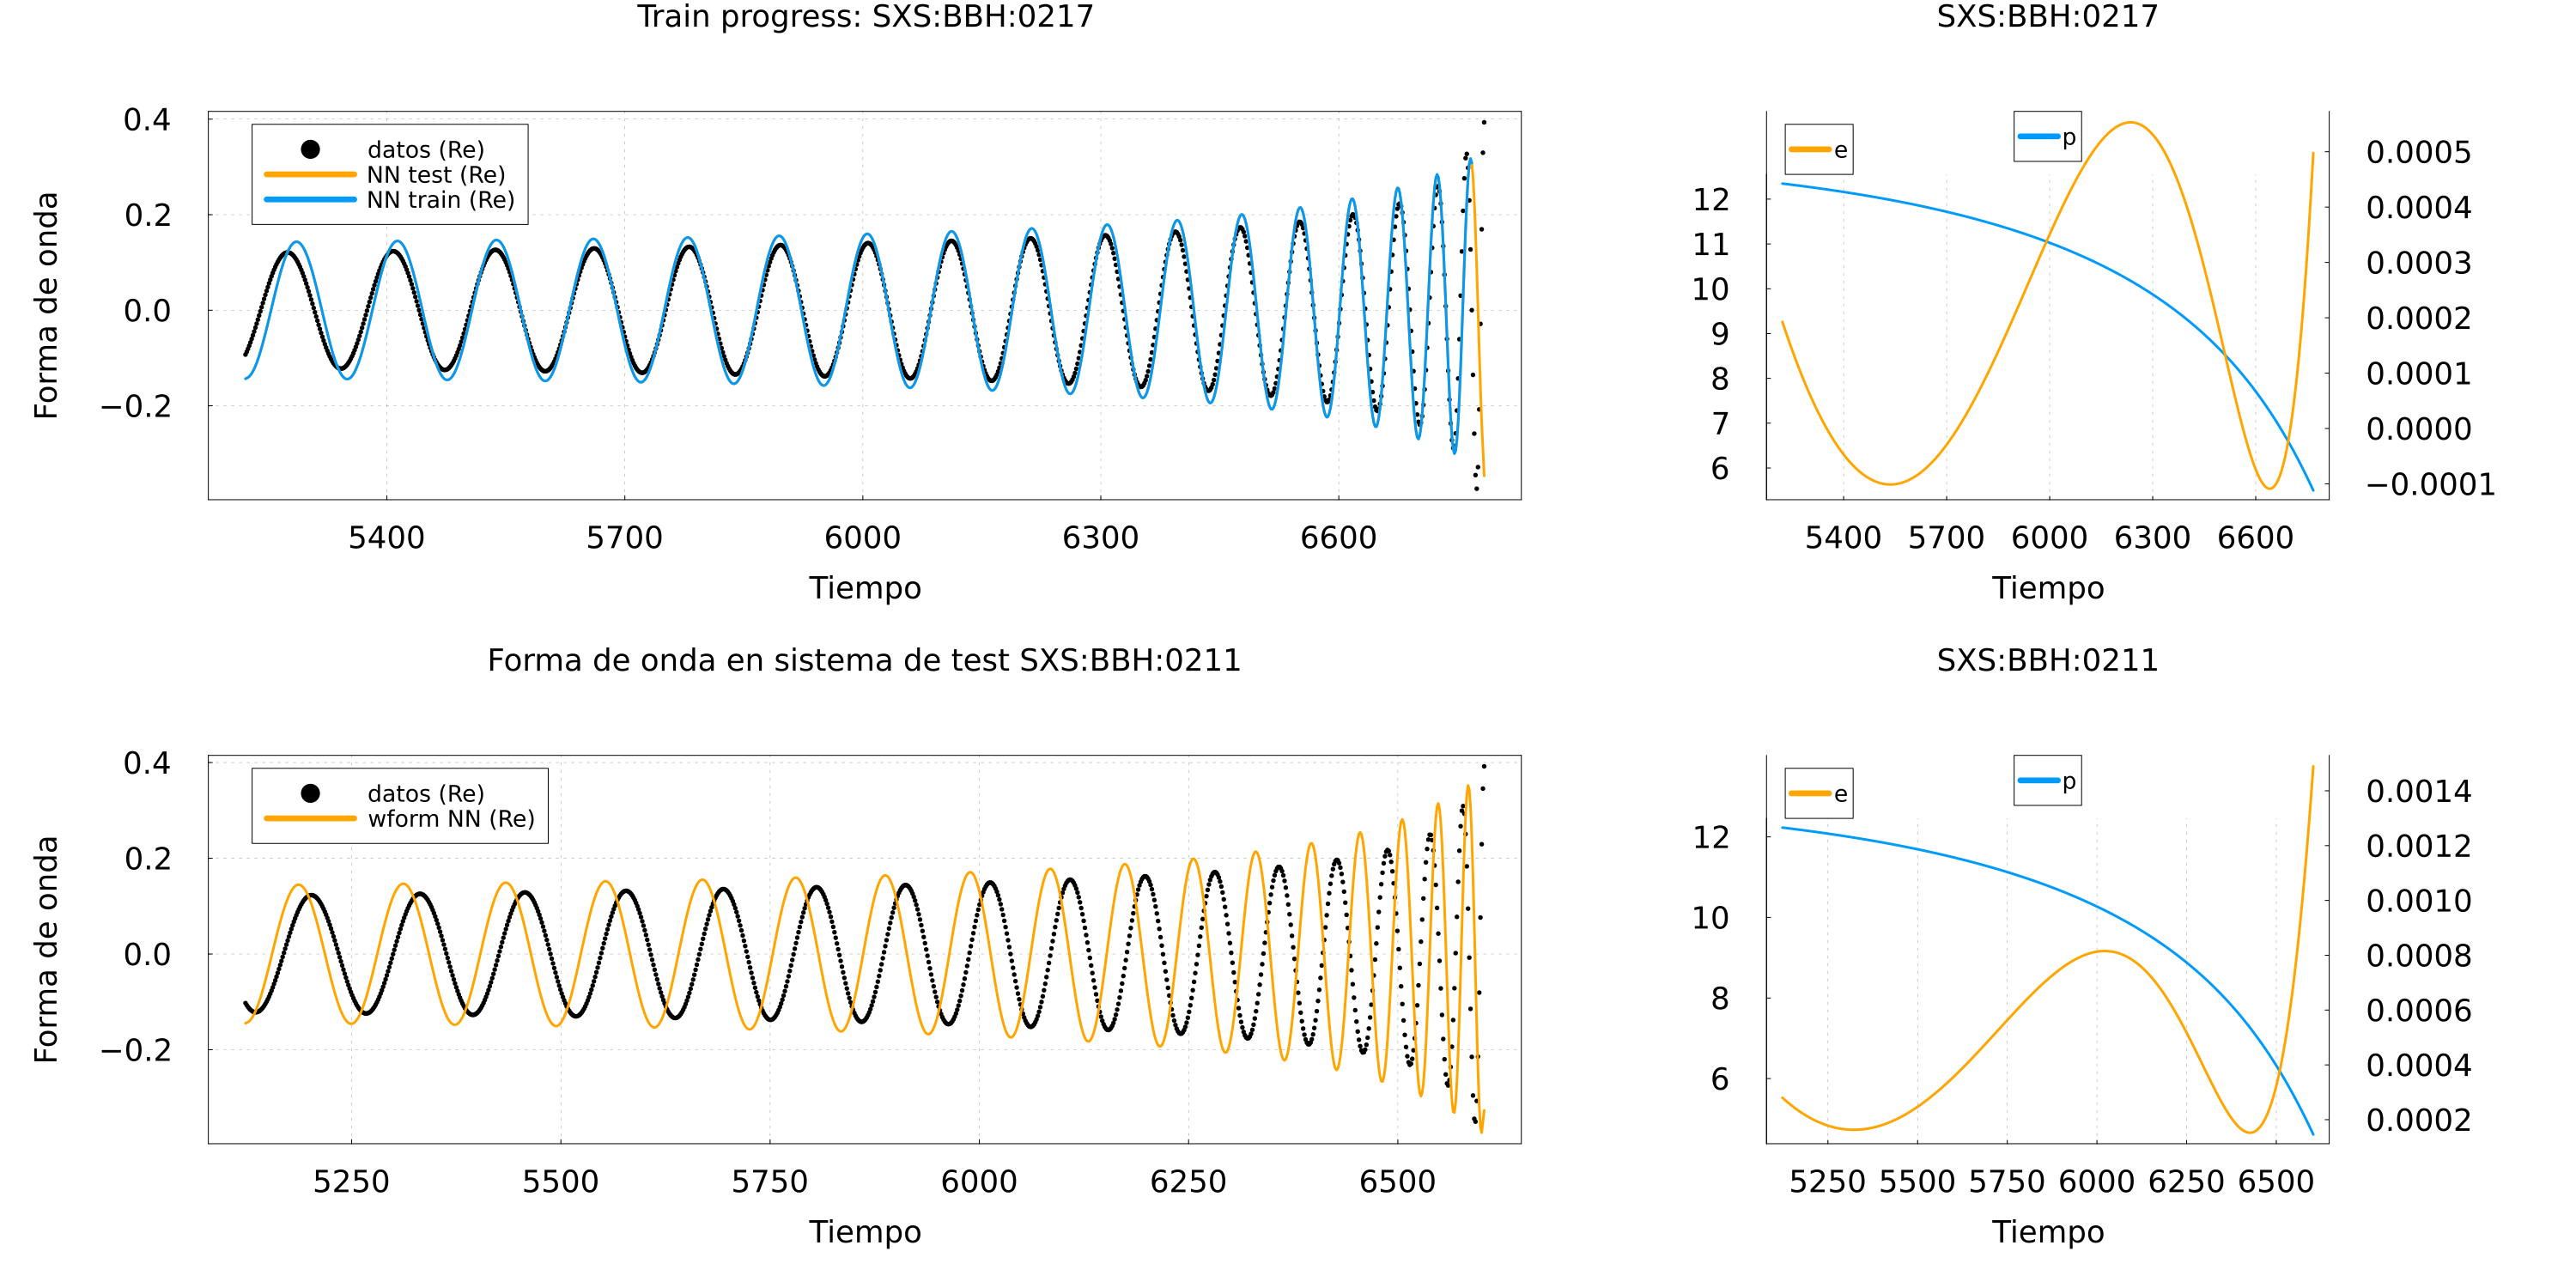 Train progress: SXS:BBH:0217
datos (Re)
NN test (Re)
NN train (Re)
0.4
0.2
0.0
−0.2
Forma de onda
5400 5700 6000 6300 6600
Tiempo
SXS:BBH:0217
e
p
12
11
10
9
8
7
6
0.0005
0.0004
0.0003
0.0002
0.0001
0.0000
−0.0001
5400 5700 6000 6300 6600
Tiempo
Forma de onda en sistema de test SXS:BBH:0211
datos (Re)
wform NN (Re)
0.4
0.2
0.0
−0.2
Forma de onda
5250 5500 5750 6000 6250 6500
Tiempo
SXS:BBH:0211
e
p
12
10
8
6
0.0014
0.0012
0.0010
0.0008
0.0006
0.0004
0.0002
5250 5500 5750 6000 6250 6500
Tiempo